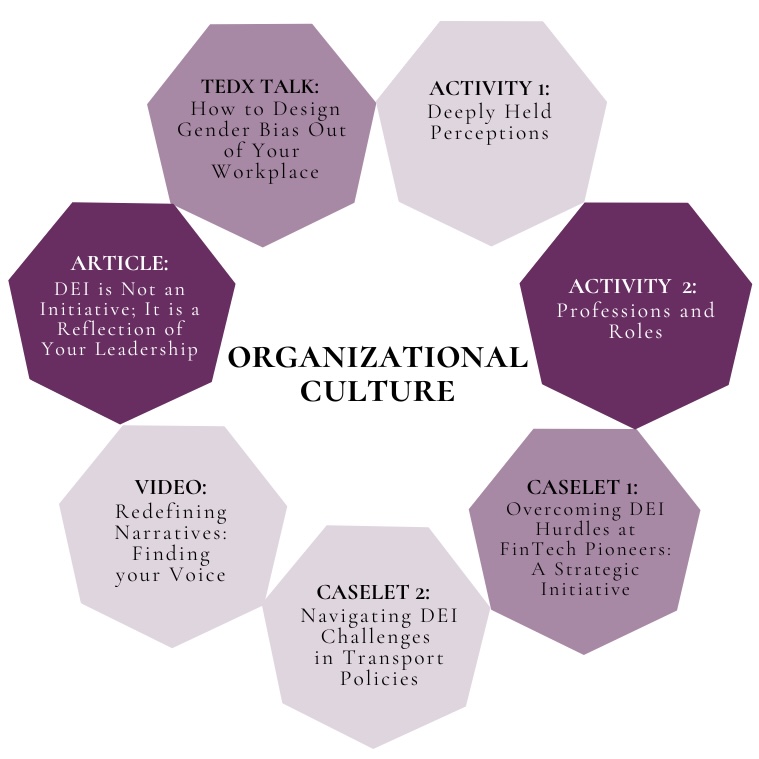 TEDX TALK:
How to Design
Gender Bias Out
of Your
Workplace
ACTIVITY 1:
Deeply Held
Perceptions
ARTICLE:
DEI is Not an
Initiative; It is a
Reflection of
Your Leadership
ACTIVITY 2:
Professions and
Roles
ORGANIZATIONAL
CULTURE
VIDEO:
Redefining
Narratives:
Finding
your Voice
CASELET 1:
Overcoming DEI
Hurdles at
FinTech Pioneers:
A Strategic
Initiative
CASELET 2:
Navigating DEI
Challenges
in Transport
Policies